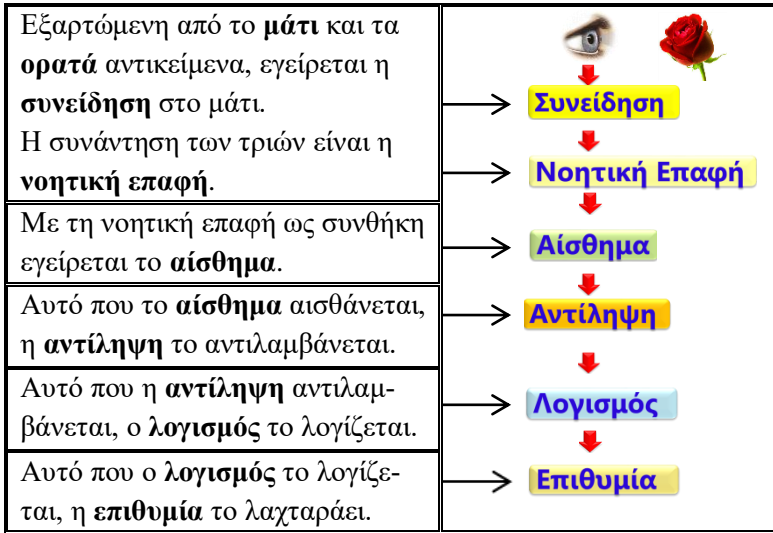 Εξαρτώμενη από το μάτι και τα
ορατά αντικείμενα, εγείρεται η
συνείδηση στο μάτι.
Η συνάντηση των τριών είναι η
νοητική επαφή.
Με τη νοητική επαφή ως συνθήκη
εγείρεται το αίσθημα.
Αυτό που το αίσθημα αισθάνεται,
η αντίληψη το αντιλαμβάνεται.
Αυτό που η αντίληψη αντιλαμ-
βάνεται, ο λογισμός το λογίζεται.
Αυτό που ο λογισμός το λογίζε-
ται, η επιθυμία το λαχταράει.
Συνείδηση
Νοητική Επαφή
Αίσθημα
Αντίληψη
Λογισμός
Επιθυμία